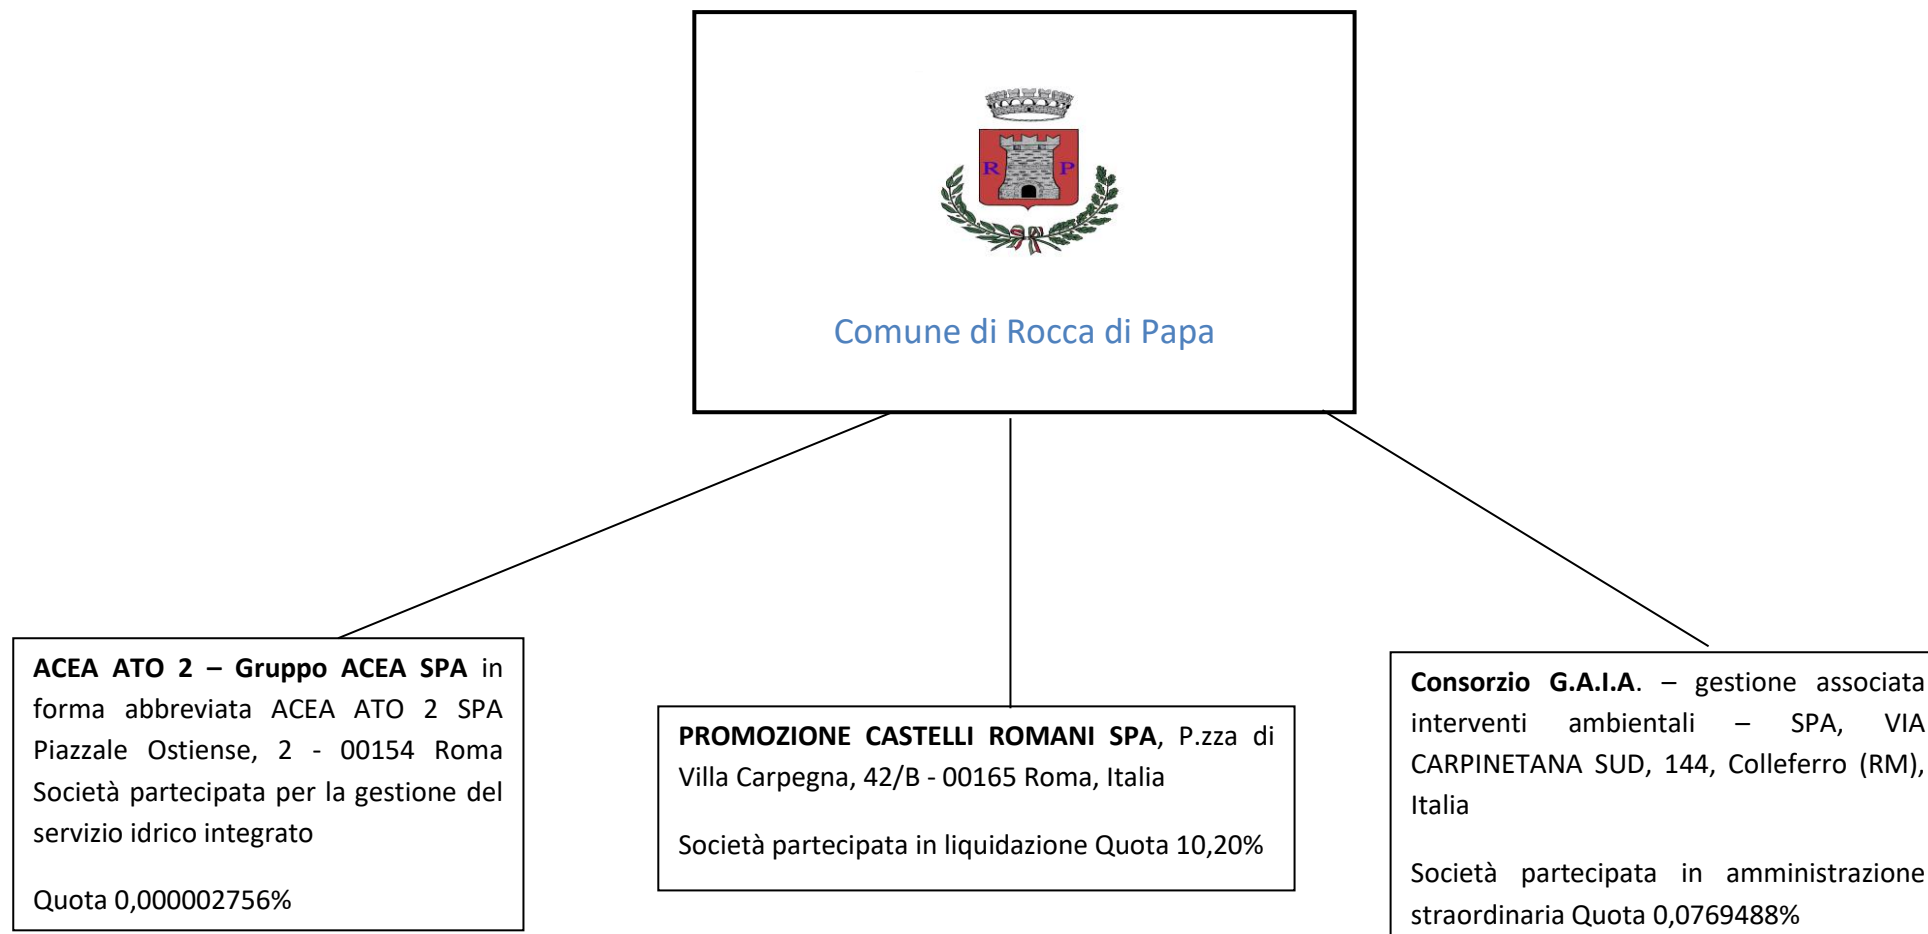 R P
Comune di Rocca di Papa
ACEA ATO 2 – Gruppo ACEA SPA in
forma abbreviata ACEA ATO 2 SPA
Piazzale Ostiense, 2 - 00154 Roma
Società partecipata per la gestione del
servizio idrico integrato
Quota 0,000002756%
PROMOZIONE CASTELLI ROMANI SPA, P.zza di
Villa Carpegna, 42/B - 00165 Roma, Italia
Società partecipata in liquidazione Quota 10,20%
Consorzio G.A.I.A. – gestione associata
interventi ambientali – SPA, VIA
CARPINETANA SUD, 144, Colleferro (RM),
Italia
Società partecipata in amministrazione
straordinaria Quota 0,0769488%